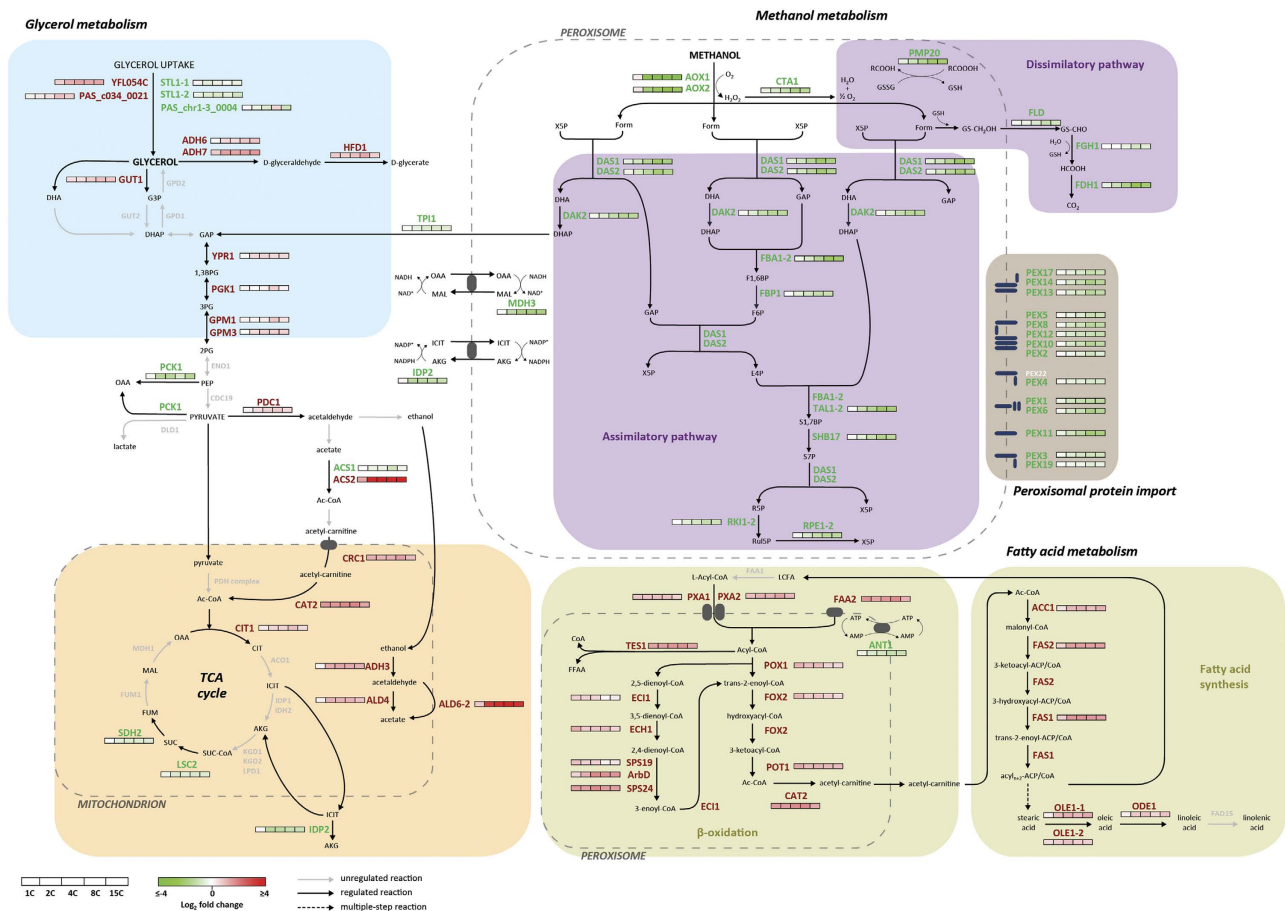 Glycerol metabolism
GLYCEROL UPTAKE
YFL054C
PAS_c034_0021
STL1-1
STL1-2
PAS_chr1-3_0004
ADH6
ADH7
HFD1
GLYCEROL
D-glyceraldehyde
D-glycerate
GUT1
GPD2
DHA
G3P
GUT2
GPD1
DHAP
GAP
YPR1
1,3BPG
PGK1
3PG
GPM1
GPM3
2PG
PCK1
ENO1
OAA
PEP
CDC19
PCK1
PYRUVATE
PDC1
acetaldehyde
ethanol
DLD1
lactate
acetate
ACS1
ACS2
Ac-CoA
acetyl-carnitine
TPI1
NADH
OAA
OAA
NADH
NAD⁺
MAL
MAL
NAD⁺
MDH3
NADP⁺
ICIT
ICIT
NADP⁺
NADPH
AKG
AKG
NADPH
IDP2
Methanol metabolism
PEROXISOME
METHANOL
AOX1
AOX2
O₂
H₂O₂
CTA1
H₂O
+
½ O₂
PMP20
RCOOH
RCOOOH
GSSG
GSH
Dissimilatory pathway
X5P
Form
Form
X5P
X5P
Form
GSH
GS-CH₂OH
FLD
GS-CHO
H₂O
GSH
FGH1
HCOOH
FDH1
CO₂
DAS1
DAS2
DAS1
DAS2
DAS1
DAS2
DHA
DHA
GAP
DHA
GAP
DAK2
DAK2
DAK2
DHAP
DHAP
DHAP
FBA1-2
F1,6BP
FBP1
GAP
F6P
DAS1
DAS2
X5P
E4P
FBA1-2
TAL1-2
S1,7BP
Assimilatory pathway
SHB17
S7P
DAS1
DAS2
R5P
X5P
RKI1-2
RPE1-2
Rul5P
X5P
PEX17
PEX14
PEX13
PEX5
PEX8
PEX12
PEX10
PEX2
PEX22
PEX4
PEX1
PEX6
PEX11
PEX3
PEX19
Peroxisomal protein import
pyruvate
CRC1
PDH complex
acetyl-carnitine
Ac-CoA
CAT2
CIT1
OAA
CIT
MDH1
ACO1
MAL
TCA
cycle
ICIT
FUM1
IDP1
IDH2
FUM
AKG
SDH2
SUC
SUC-CoA
KGD1
KGD2
LPD1
LSC2
MITOCHONDRION
ethanol
ADH3
acetaldehyde
ALD4
ALD6-2
acetate
ICIT
IDP2
AKG
Fatty acid metabolism
L-Acyl-CoA
FAA1
LCFA
PXA1
PXA2
FAA2
ATP
ATP
AMP
AMP
ANT1
CoA
TES1
FFAA
Acyl-CoA
POX1
2,5-dienoyl-CoA
trans-2-enoyl-CoA
ECI1
FOX2
3,5-dienoyl-CoA
hydroxyacyl-CoA
ECH1
FOX2
2,4-dienoyl-CoA
3-ketoacyl-CoA
SPS19
ArbD
SPS24
POT1
Ac-CoA
acetyl-carnitine
acetyl-carnitine
3-enoyl-CoA
ECI1
CAT2
β-oxidation
PEROXISOME
Ac-CoA
ACC1
malonyl-CoA
FAS2
3-ketoacyl-ACP/CoA
FAS2
Fatty acid
synthesis
3-hydroxyacyl-ACP/CoA
FAS1
trans-2-enoyl-ACP/CoA
FAS1
acylₙ₊₂-ACP/CoA
OLE1-1
ODE1
stearic
acid
oleic
acid
linoleic
acid
FAD15
linolenic
acid
OLE1-2
1C 2C 4C 8C 15C
≤-4 0 ≥4
Log₂ fold change
unregulated reaction
regulated reaction
multiple-step reaction